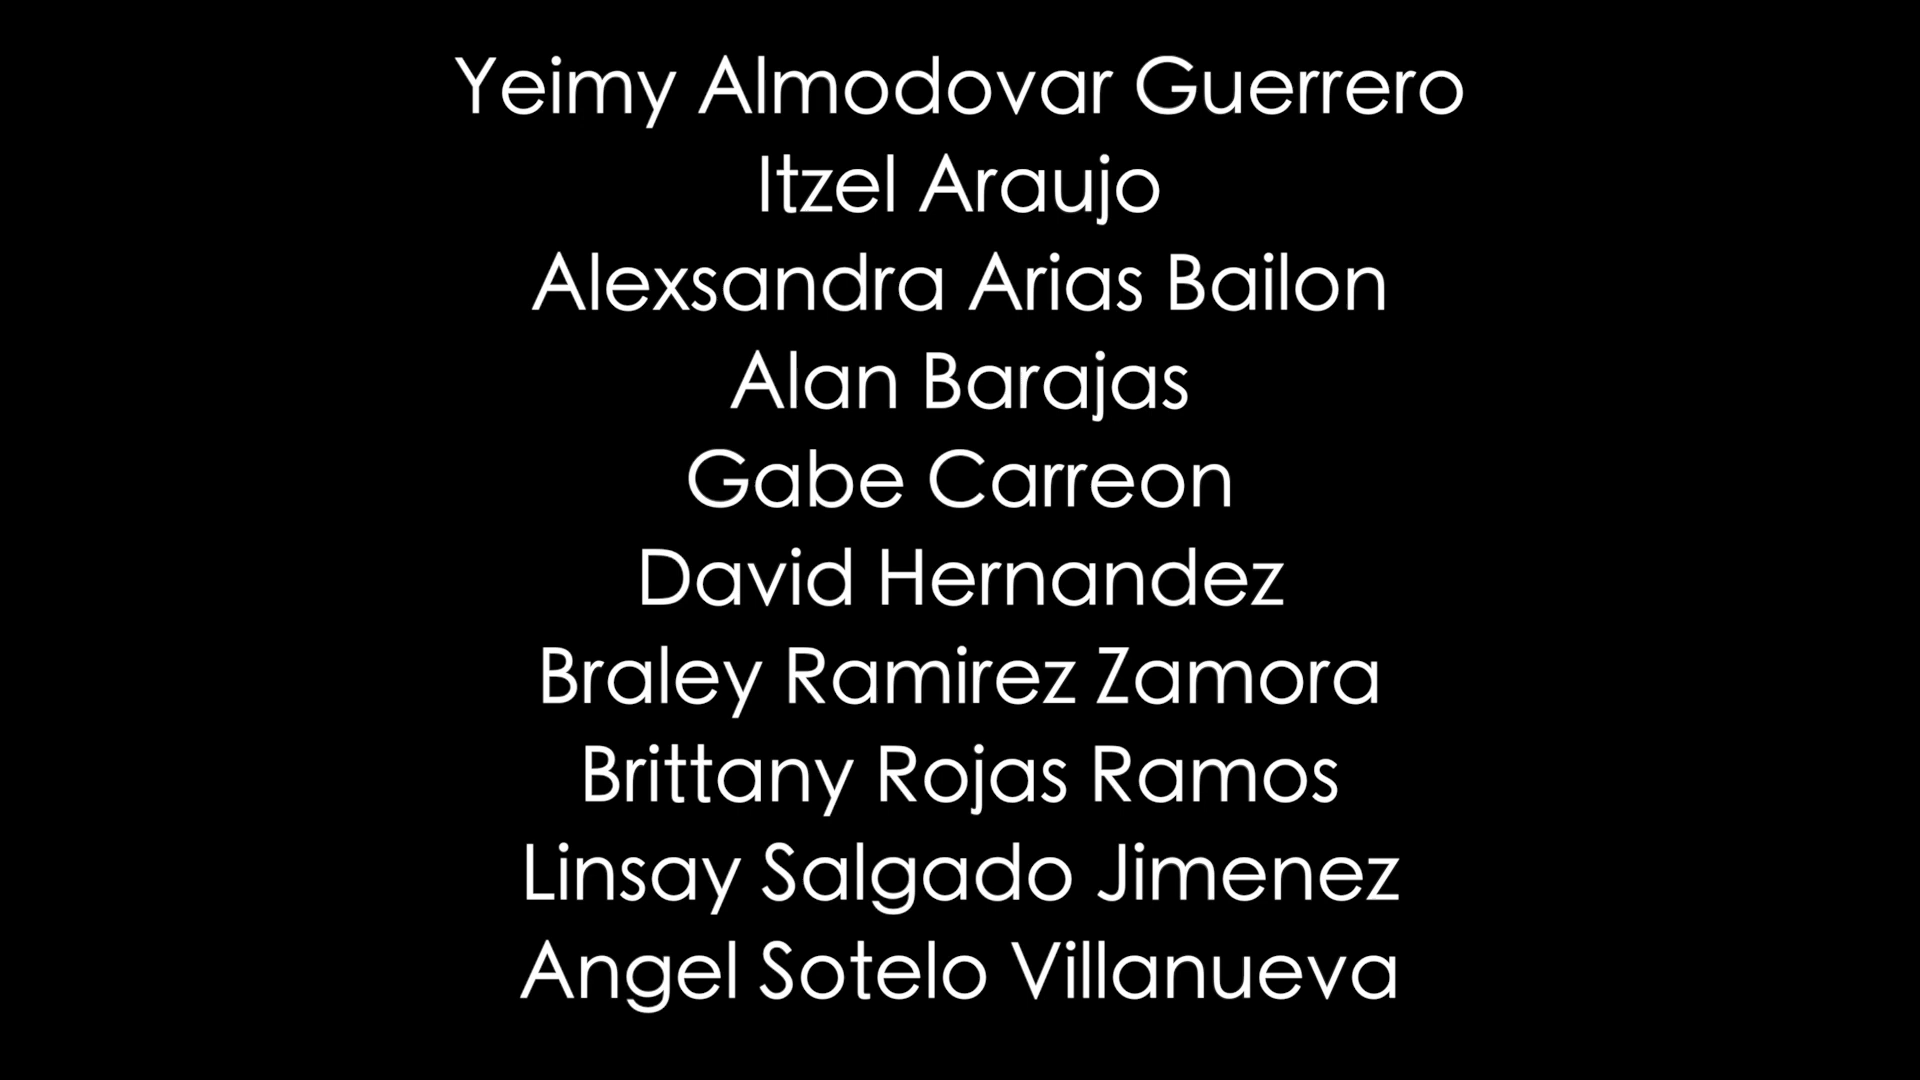 Yeimy Almodovar Guerrero
Itzel Araujo
Alexsandra Arias Bailon
Alan Barajas
Gabe Carreon
David Hernandez
Braley Ramirez Zamora
Brittany Rojas Ramos
Linsay Salgado Jimenez
Angel Sotelo Villanueva